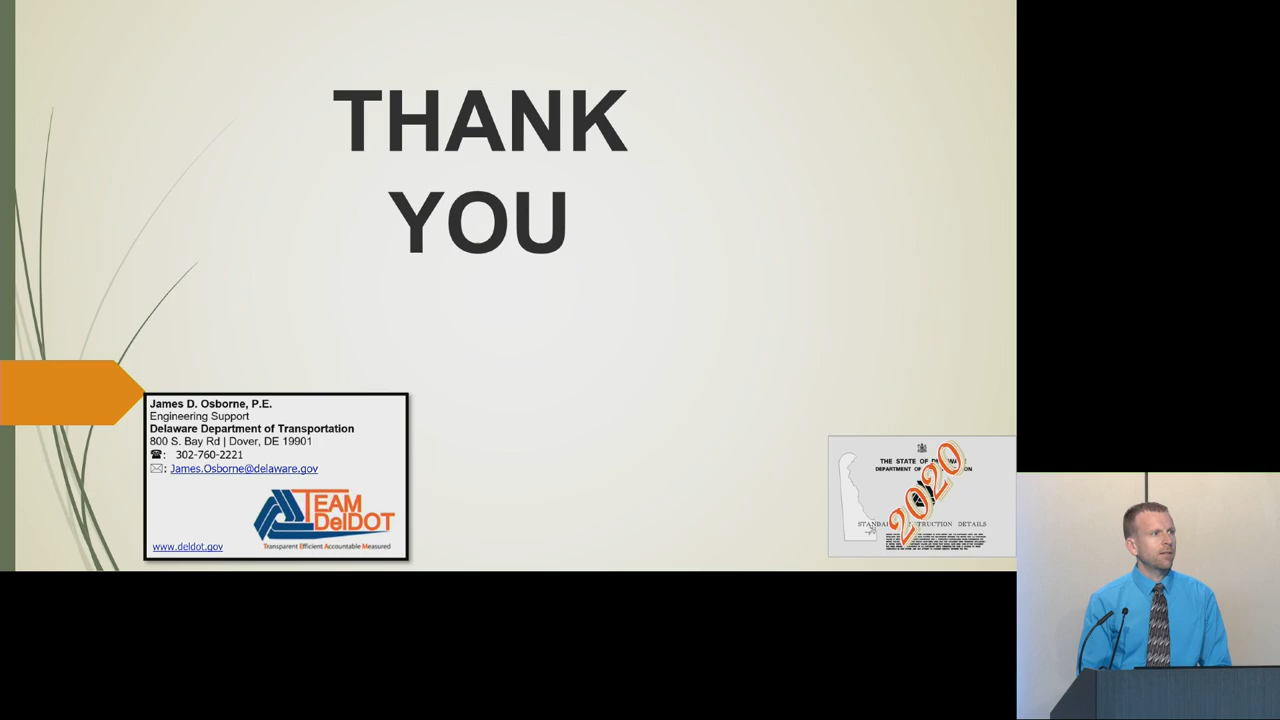 THANK
YOU
James D. Osborne, P.E.
Engineering Support
Delaware Department of Transportation
800 S. Bay Rd | Dover, DE 19901
☎: 302-760-2221
✉: James.Osborne@delaware.gov
TEAM
DelDOT
Transparent Efficient Accountable Measured
www.deldot.gov
THE STATE OF
DEPARTMENT OF
2020
DETAILS